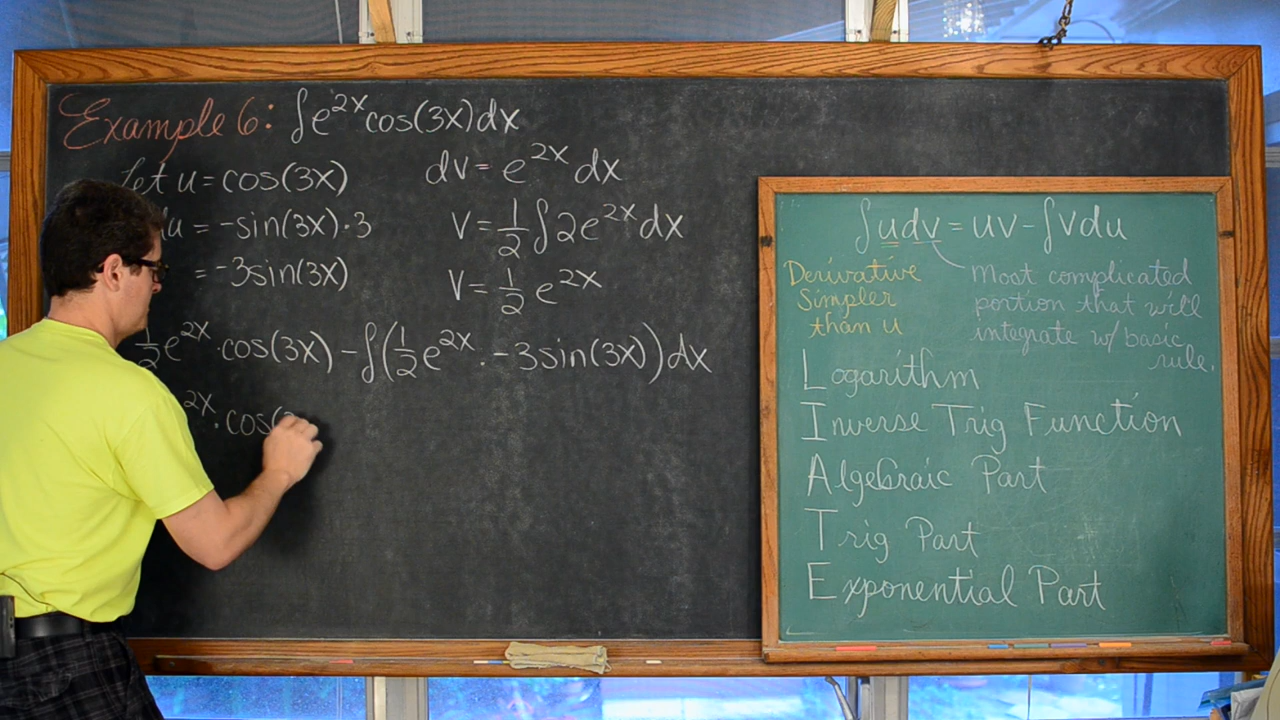 Example 6: ∫e^{2x}cos(3x)dx
Let u = cos(3x)
du = -sin(3x)·3
= -3sin(3x)
dv = e^{2x} dx
v = 1/2 ∫2e^{2x}dx
v = 1/2 e^{2x}
1/2 e^{2x}·cos(3x) - ∫(1/2 e^{2x}·-3sin(3x))dx
2x·cos(
∫udv = uv - ∫vdu
Derivative
Simpler
than u
Most complicated
portion that will
integrate w/ basic
rule.
Logarithm
Inverse Trig Function
Algebraic Part
Trig Part
Exponential Part